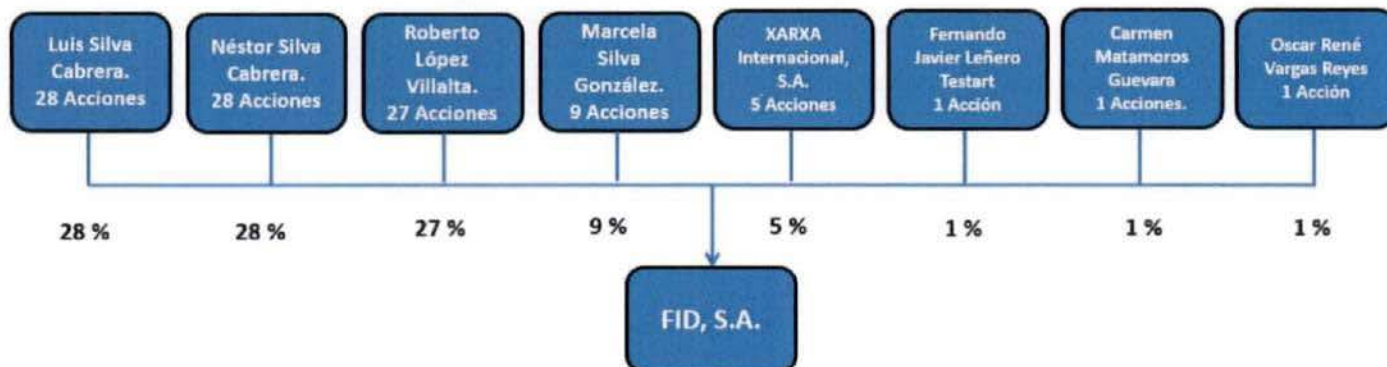 Luis Silva
Cabrera.
28 Acciones
Néstor Silva
Cabrera.
28 Acciones
Roberto
López
Villalta.
27 Acciones
Marcela
Silva
González.
9 Acciones
XARXA
Internacional,
S.A.
5 Acciones
Fernando
Javier Leñero
Testart
1 Acción
Carmen
Matamoros
Guevara
1 Acciones.
Oscar René
Vargas Reyes
1 Acción
28 %
28 %
27 %
9 %
5 %
1 %
1 %
1 %
FID, S.A.